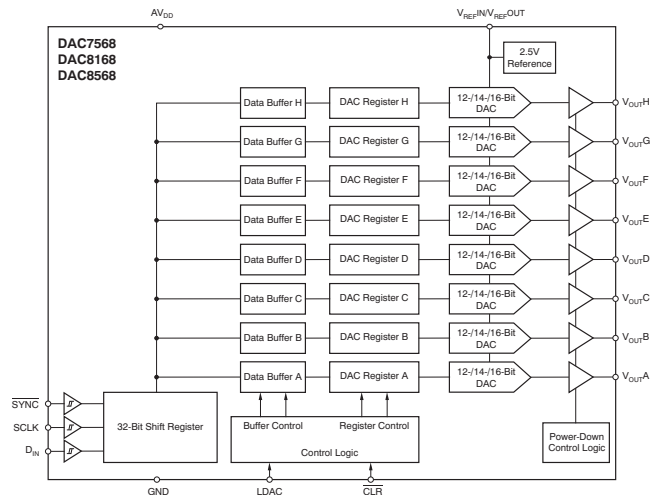 AVDD
VREFIN/VREFOUT
DAC7568
DAC8168
DAC8568
2.5V
Reference
Data Buffer H
DAC Register H
12-/14-/16-Bit
DAC
VOUTH
Data Buffer G
DAC Register G
12-/14-/16-Bit
DAC
VOUTG
Data Buffer F
DAC Register F
12-/14-/16-Bit
DAC
VOUTF
Data Buffer E
DAC Register E
12-/14-/16-Bit
DAC
VOUTE
Data Buffer D
DAC Register D
12-/14-/16-Bit
DAC
VOUTD
Data Buffer C
DAC Register C
12-/14-/16-Bit
DAC
VOUTC
Data Buffer B
DAC Register B
12-/14-/16-Bit
DAC
VOUTB
Data Buffer A
DAC Register A
12-/14-/16-Bit
DAC
VOUTA
SYNC
SCLK
DIN
32-Bit Shift Register
Buffer Control
Register Control
Control Logic
Power-Down
Control Logic
GND
LDAC
CLR